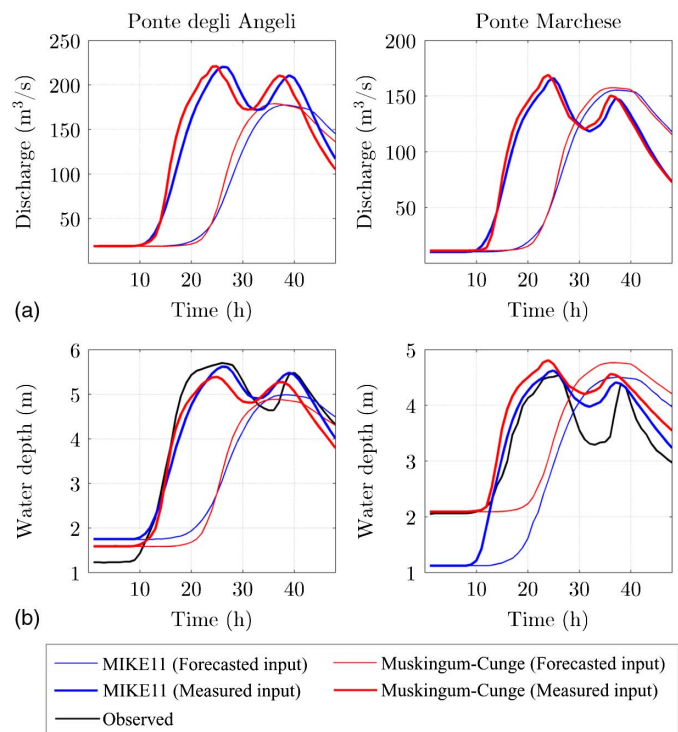 Ponte degli Angeli
Ponte Marchese
Discharge (m³/s)
250
200
150
100
50
10 20 30 40
Time (h)
Discharge (m³/s)
200
150
100
50
10 20 30 40
Time (h)
(a)
Water depth (m)
6
5
4
3
2
1
10 20 30 40
Time (h)
Water depth (m)
5
4
3
2
1
10 20 30 40
Time (h)
(b)
MIKE11 (Forecasted input)
Muskingum-Cunge (Forecasted input)
MIKE11 (Measured input)
Muskingum-Cunge (Measured input)
Observed